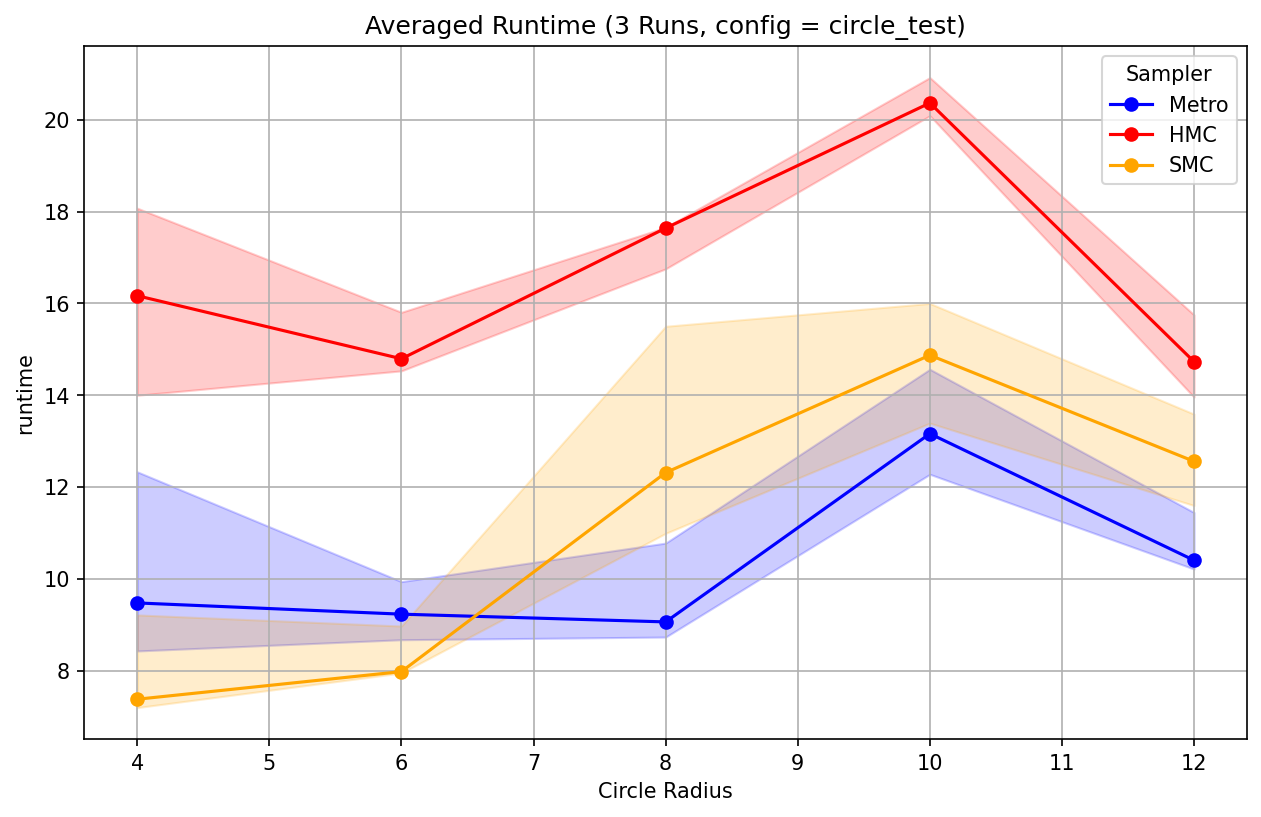 Averaged Runtime (3 Runs, config = circle_test)
Sampler
Metro
HMC
SMC
runtime
20
18
16
14
12
10
8
4 5 6 7 8 9 10 11 12
Circle Radius